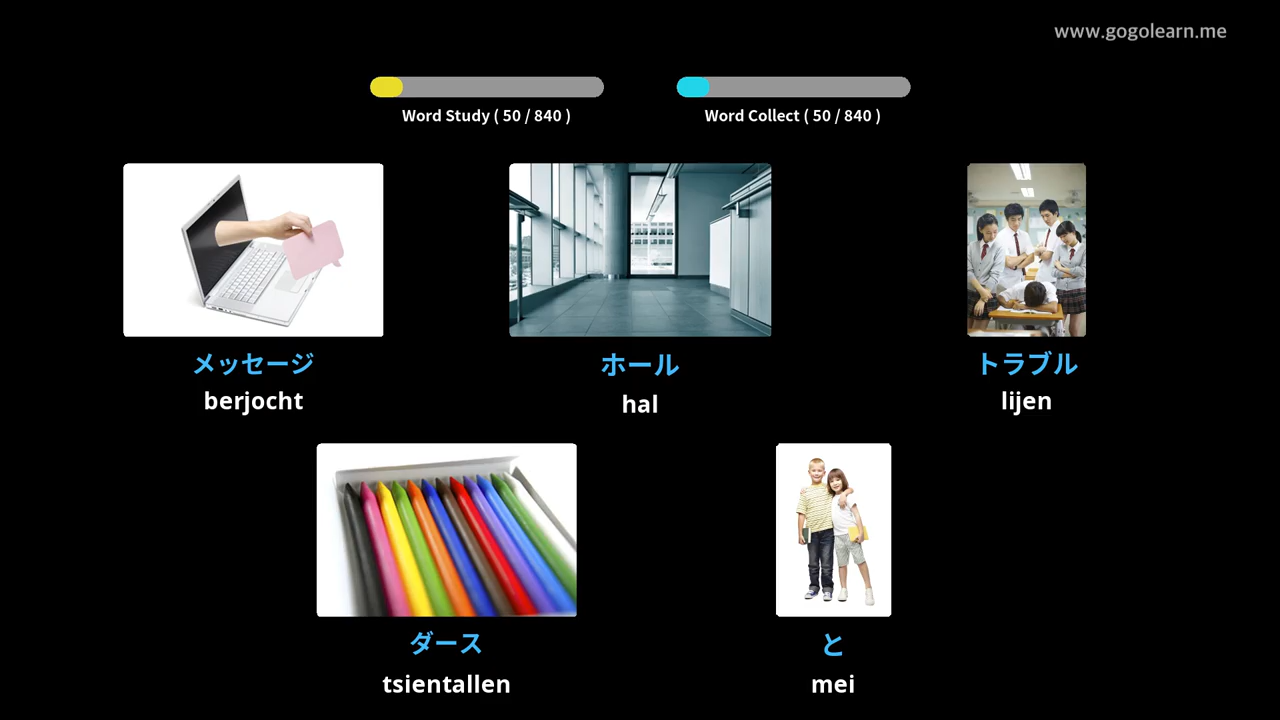 www.gogolearn.me
Word Study ( 50 / 840 )
Word Collect ( 50 / 840 )
メッセージ
berjocht
ホール
hal
トラブル
lijen
ダース
tsientallen
と
mei